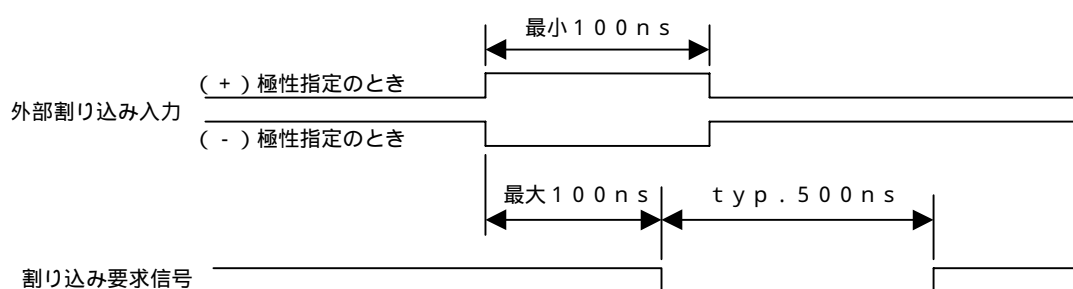 最小１００ｎｓ
（＋）極性指定のとき
外部割り込み入力
（－）極性指定のとき
最大１００ｎｓ
ｔｙｐ．５００ｎｓ
割り込み要求信号